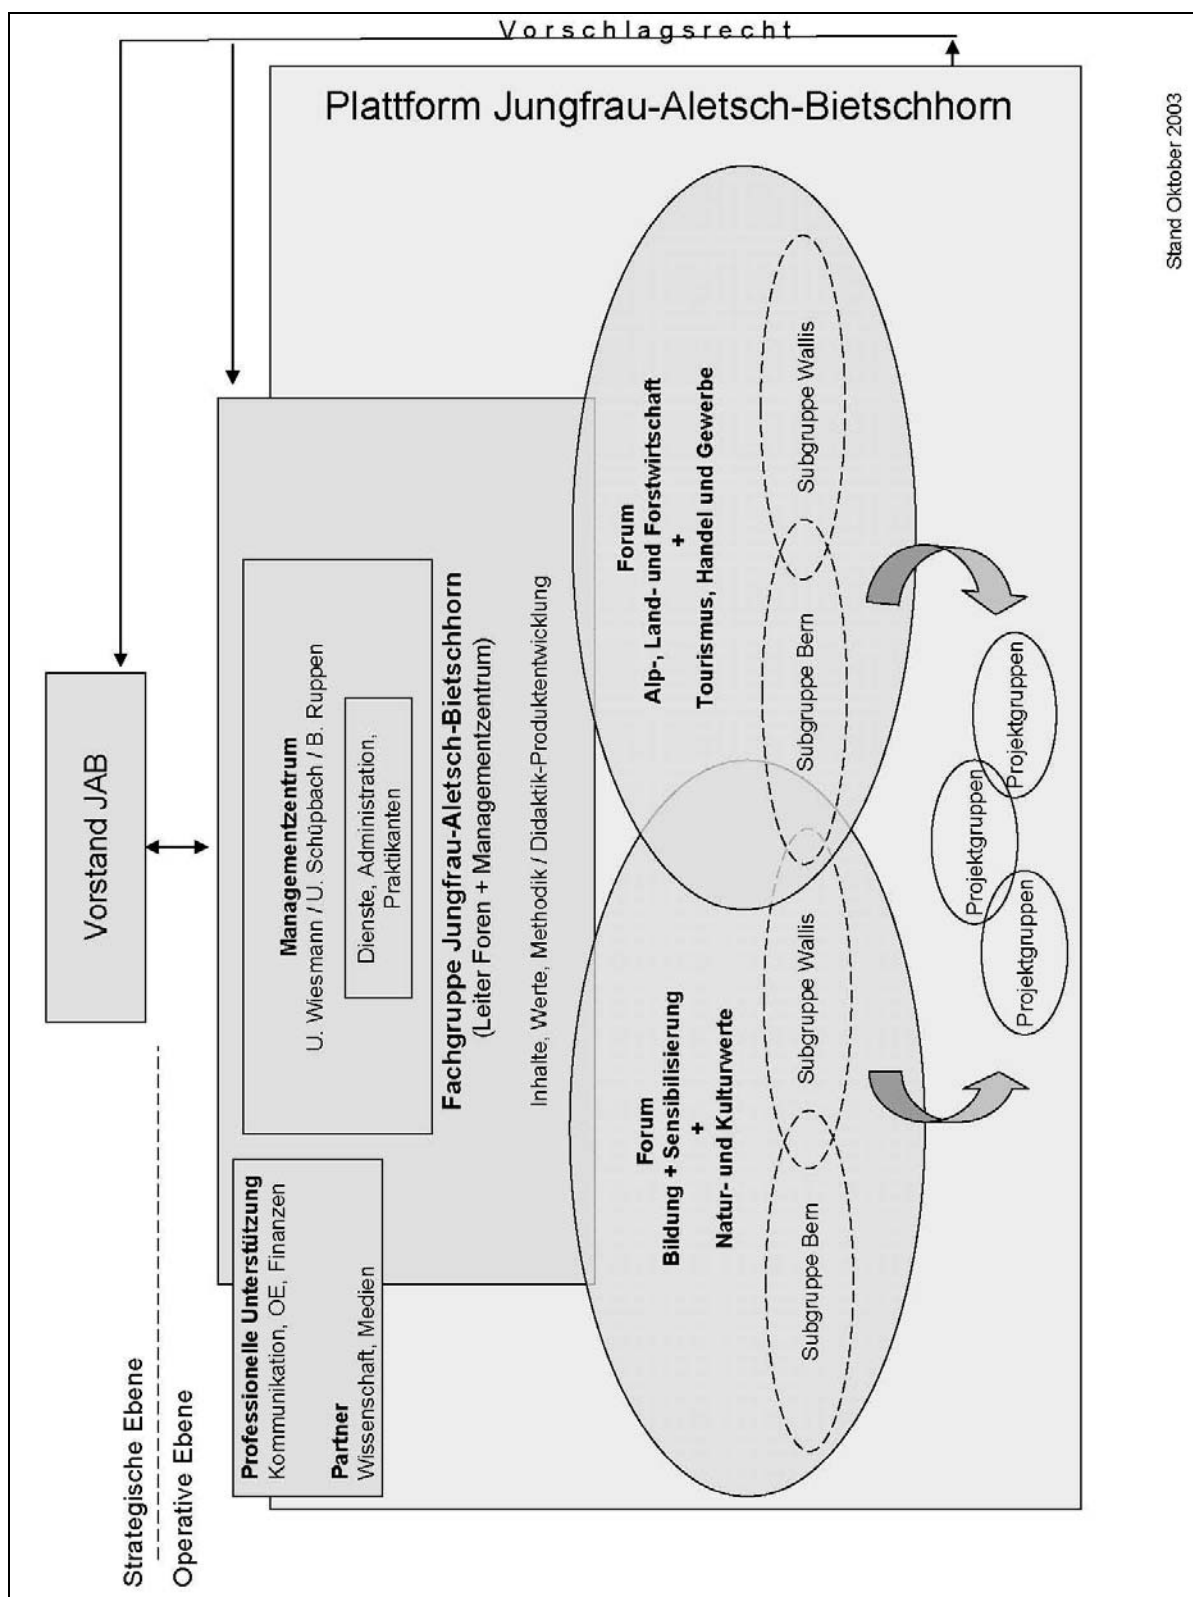 Vorschlagsrecht
Plattform Jungfrau-Aletsch-Bietschhorn
Strategische Ebene
Operative Ebene
Vorstand JAB
Professionelle Unterstützung
Kommunikation, OE, Finanzen
Partner
Wissenschaft, Medien
Managementzentrum
U. Wiesmann / U. Schüpbach / B. Ruppen
Dienste, Administration,
Praktikanten
Fachgruppe Jungfrau-Aletsch-Bietschhorn
(Leiter Foren + Managementzentrum)
Inhalte, Werte, Methodik / Didaktik-Produktentwicklung
Forum
Bildung + Sensibilisierung
+
Natur- und Kulturwerte
Subgruppe Bern
Subgruppe Wallis
Forum
Alp-, Land- und Forstwirtschaft
+
Tourismus, Handel und Gewerbe
Subgruppe Bern
Subgruppe Wallis
Projektgruppen
Projektgruppen
Projektgruppen
Stand Oktober 2003